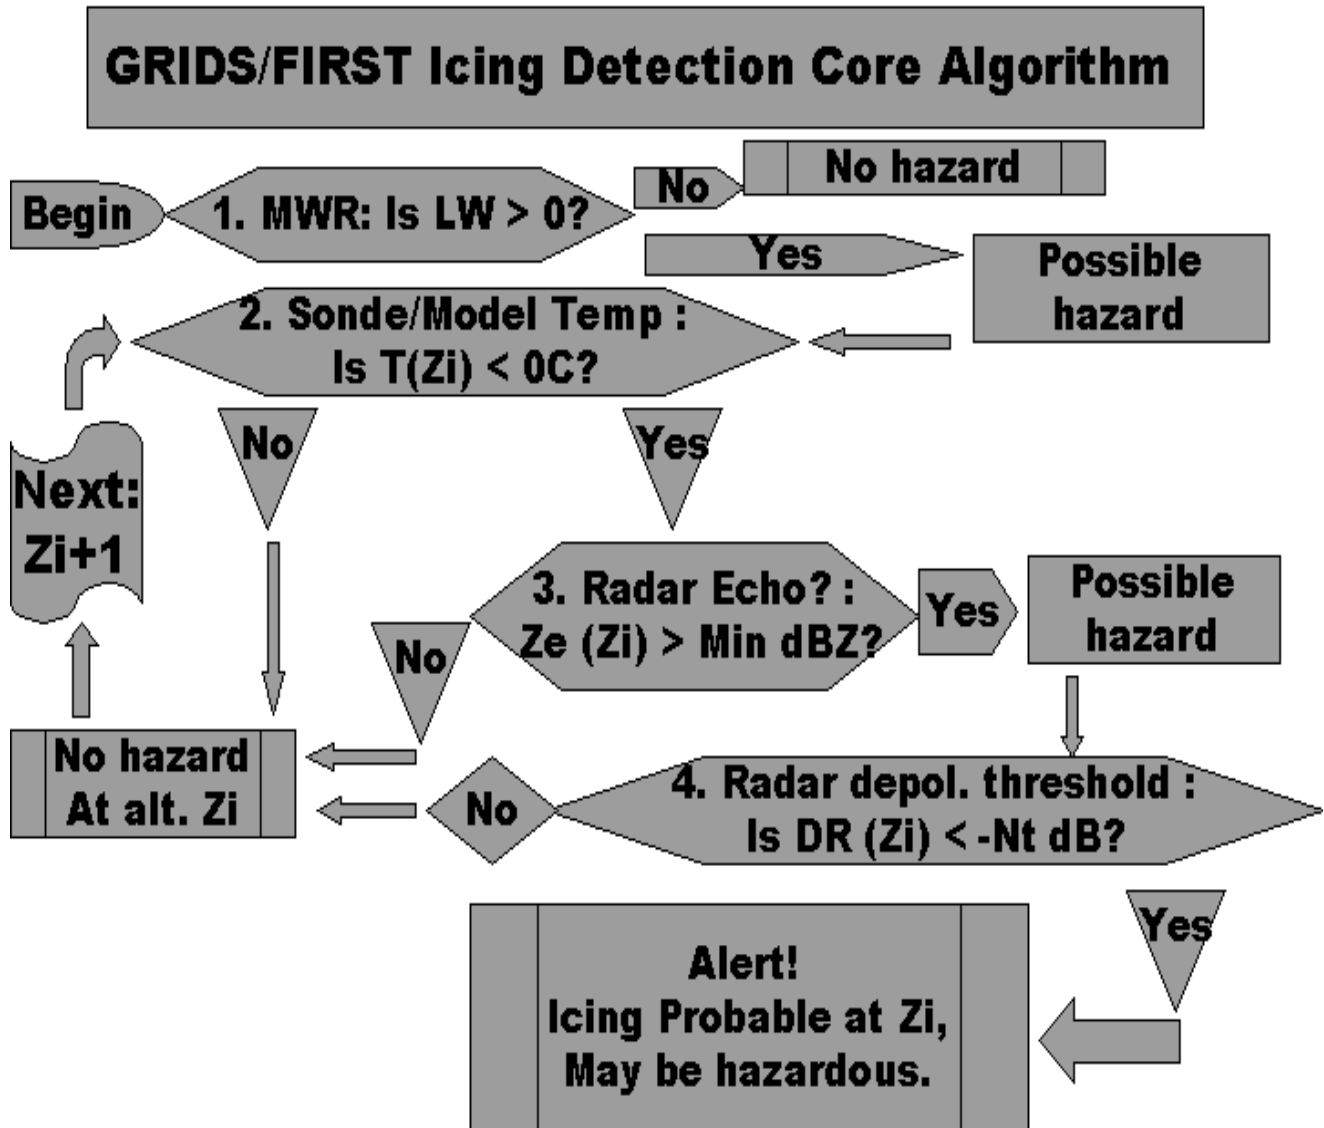 GRIDS/FIRST Icing Detection Core Algorithm
Begin
1. MWR: Is LW > 0?
No
No hazard
Yes
Possible
hazard
2. Sonde/Model Temp :
Is T(Zi) < 0C?
No
Yes
Next:
Zi+1
3. Radar Echo? :
Ze (Zi) > Min dBZ?
Yes
Possible
hazard
No
No hazard
At alt. Zi
4. Radar depol. threshold :
Is DR (Zi) < -Nt dB?
No
Yes
Alert!
Icing Probable at Zi,
May be hazardous.